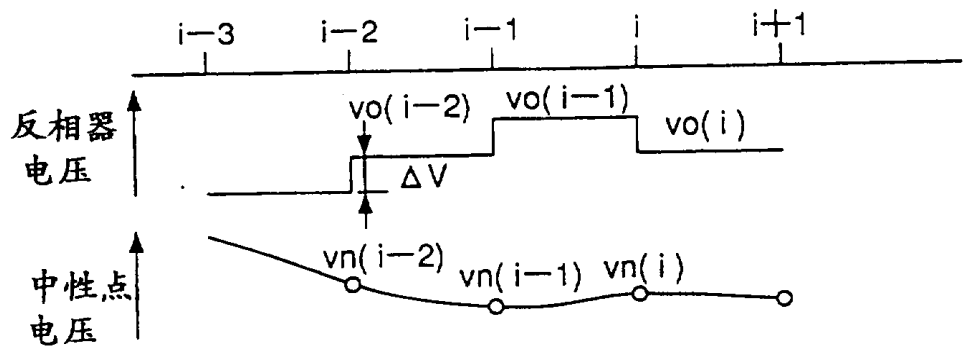 i−3 i−2 i−1 i i+1
vo(i−2) vo(i−1) vo(i)
反相器
电压
ΔV
vn(i−2) vn(i−1) vn(i)
中性点
电压